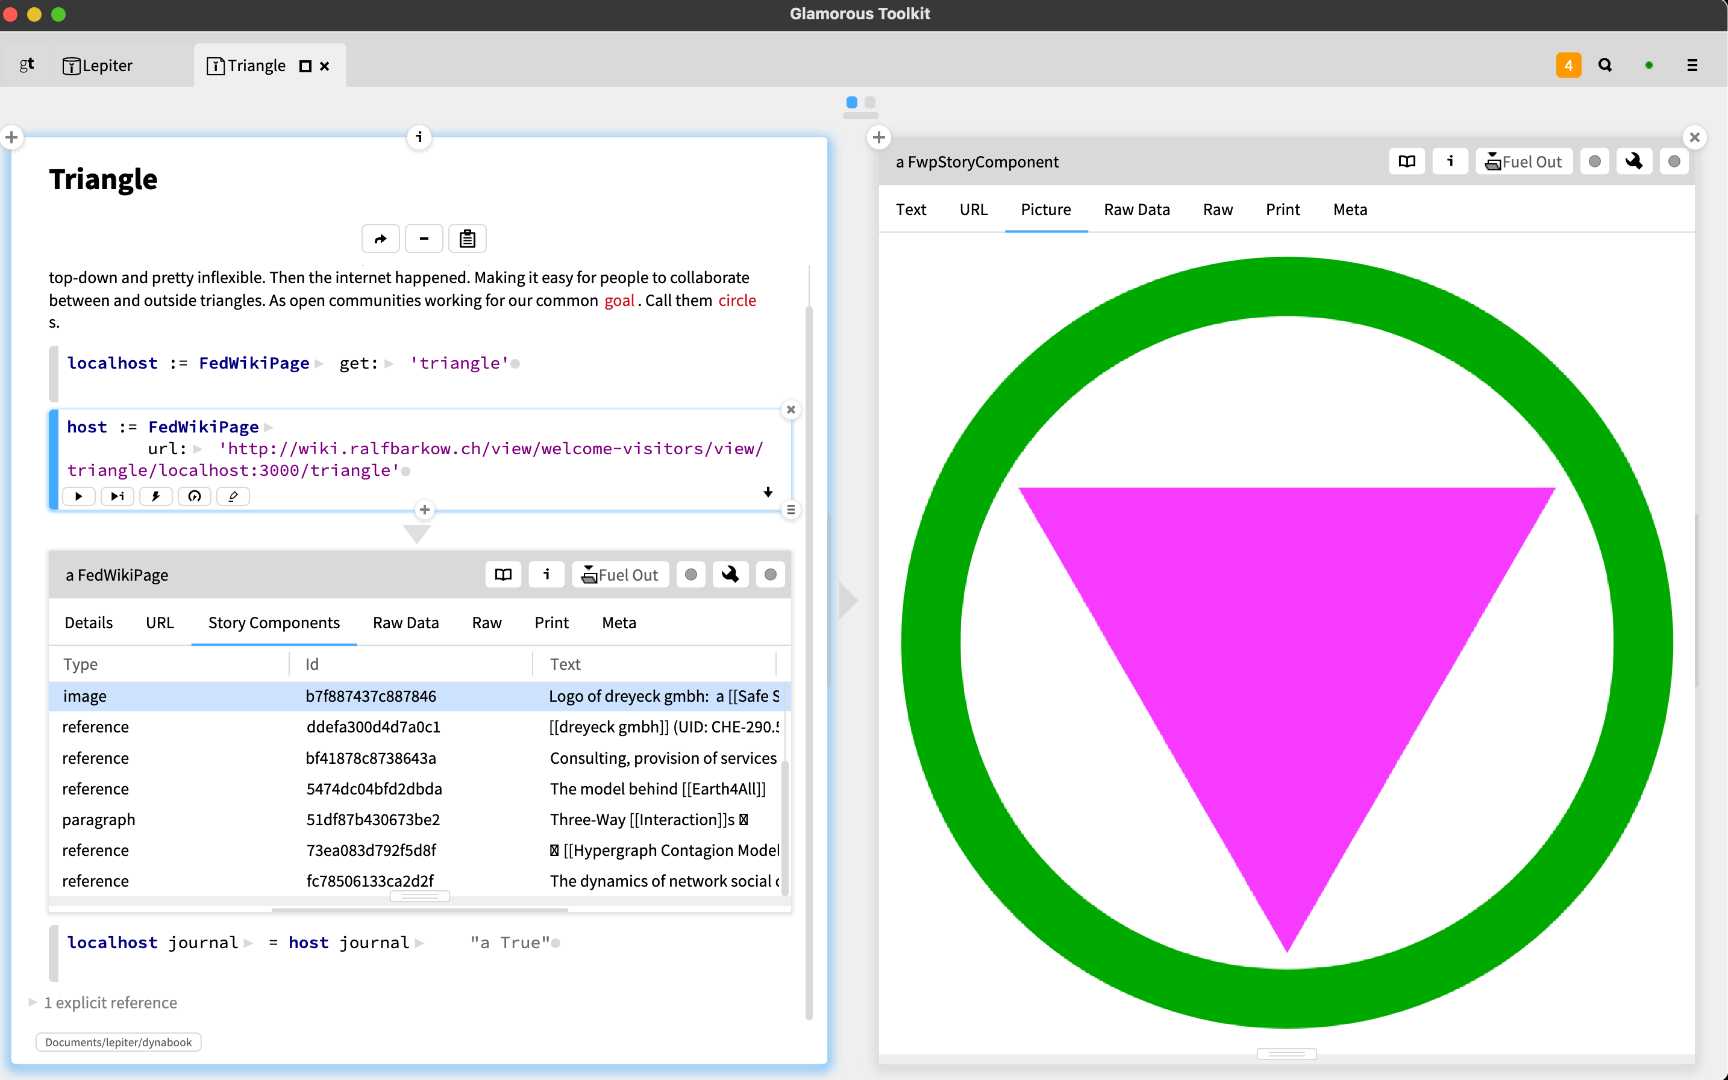 Glamorous Toolkit
gt
Lepiter
Triangle
4
Triangle
top-down and pretty inflexible. Then the internet happened. Making it easy for people to collaborate
between and outside triangles. As open communities working for our common goal. Call them circle
s.
localhost := FedWikiPage get: 'triangle'
host := FedWikiPage
url: 'http://wiki.ralfbarkow.ch/view/welcome-visitors/view/
triangle/localhost:3000/triangle'
a FedWikiPage
i
Fuel Out
Details URL Story Components Raw Data Raw Print Meta
Type Id Text
image b7f887437c887846 Logo of dreyeck gmbh: a [[Safe S
reference ddefa300d4d7a0c1 [[dreyeck gmbh]] (UID: CHE-290.5
reference bf41878c8738643a Consulting, provision of services
reference 5474dc04bfd2dbda The model behind [[Earth4All]]
paragraph 51df87b430673be2 Three-Way [[Interaction]]s
reference 73ea083d792f5d8f [[Hypergraph Contagion Model
reference fc78506133ca2d2f The dynamics of network social c
localhost journal = host journal "a True"
1 explicit reference
Documents/lepiter/dynabook
a FwpStoryComponent
i
Fuel Out
Text URL Picture Raw Data Raw Print Meta